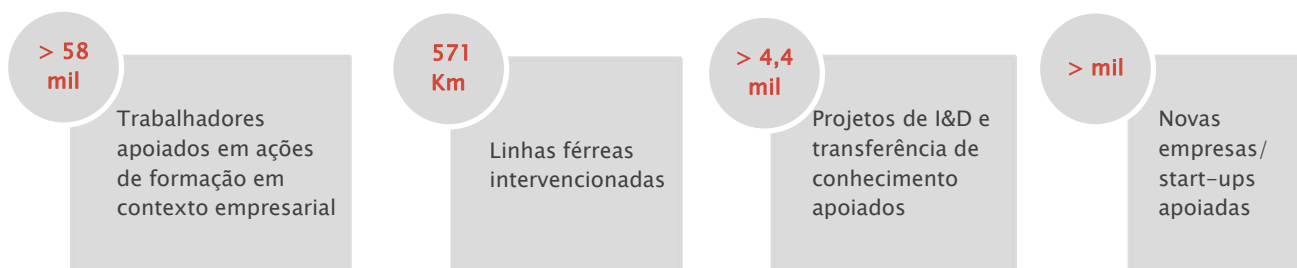 > 58
mil
Trabalhadores
apoiados em ações
de formação em
contexto empresarial
571
Km
Linhas férreas
intervencionadas
> 4,4
mil
Projetos de I&D e
transferência de
conhecimento
apoiados
> mil
Novas
empresas/
start-ups
apoiadas